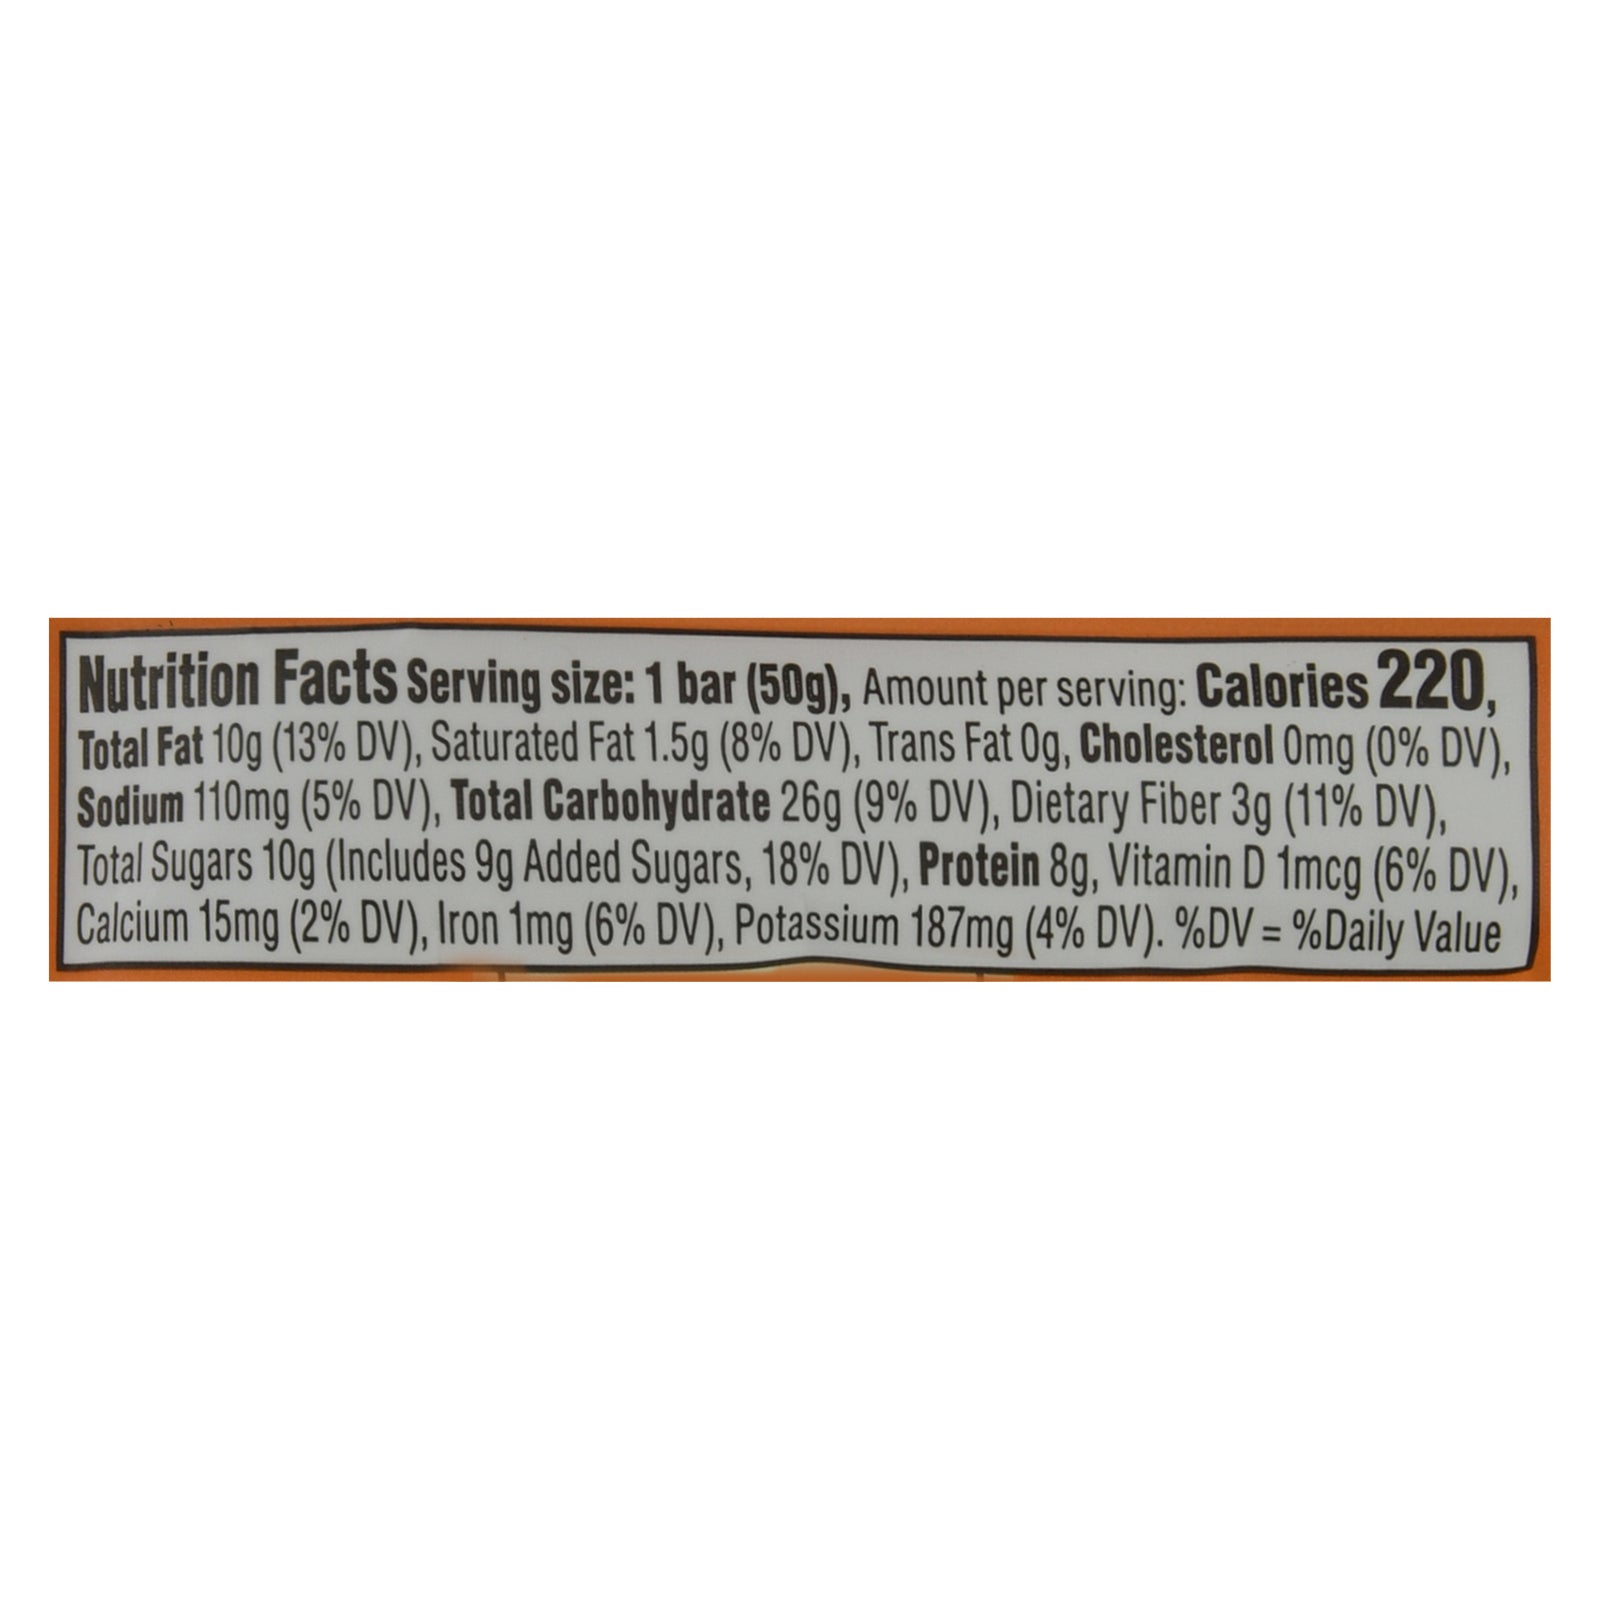 Nutrition Facts Serving size: 1 bar (50g), Amount per serving: Calories 220,
Total Fat 10g (13% DV), Saturated Fat 1.5g (8% DV), Trans Fat 0g, Cholesterol 0mg (0% DV),
Sodium 110mg (5% DV), Total Carbohydrate 26g (9% DV), Dietary Fiber 3g (11% DV),
Total Sugars 10g (Includes 9g Added Sugars, 18% DV), Protein 8g, Vitamin D 1mcg (6% DV),
Calcium 15mg (2% DV), Iron 1mg (6% DV), Potassium 187mg (4% DV). %DV = %Daily Value